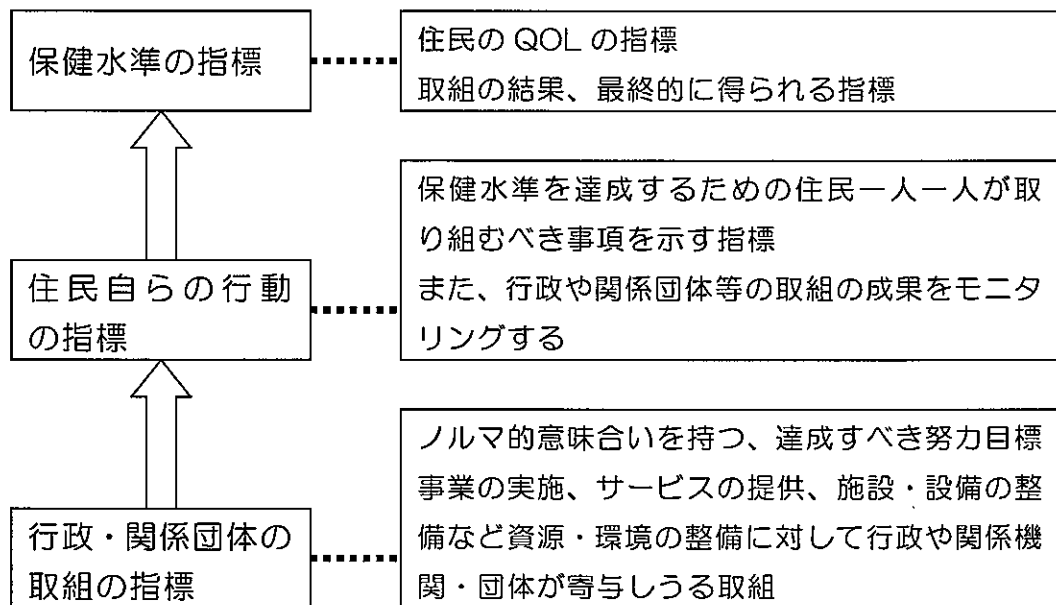 保健水準の指標
住民のQOLの指標
取組の結果、最終的に得られる指標
保健水準を達成するための住民一人一人が取
り組むべき事項を示す指標
また、行政や関係団体等の取組の成果をモニタ
リングする
住民自らの行動
の指標
ノルマ的意味合いを持つ、達成すべき努力目標
事業の実施、サービスの提供、施設・設備の整
備など資源・環境の整備に対して行政や関係機
関・団体が寄与しうる取組
行政・関係団体の
取組の指標